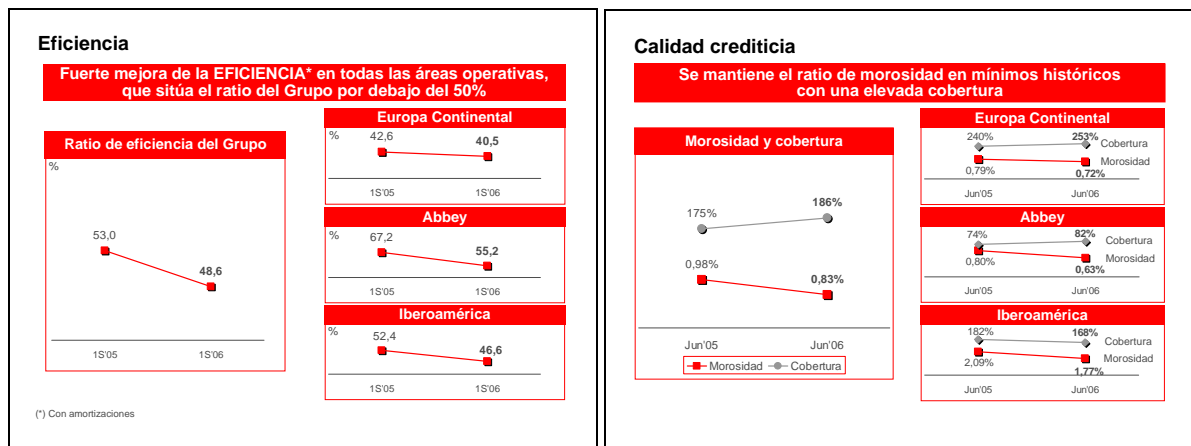 Eficiencia
Fuerte mejora de la EFICIENCIA* en todas las áreas operativas,
que sitúa el ratio del Grupo por debajo del 50%
Ratio de eficiencia del Grupo
%
53,0
48,6
1S'05 1S'06
Europa Continental
%
42,6
40,5
1S'05 1S'06
Abbey
%
67,2
55,2
1S'05 1S'06
Iberoamérica
%
52,4
46,6
1S'05 1S'06
(*) Con amortizaciones
Calidad crediticia
Se mantiene el ratio de morosidad en mínimos históricos
con una elevada cobertura
Morosidad y cobertura
175%
186%
0,98%
0,83%
Jun'05 Jun'06
Morosidad Cobertura
Europa Continental
240% 253%
Cobertura
Morosidad
0,79% 0,72%
Jun'05 Jun'06
Abbey
74% 82%
Cobertura
0,80%
Morosidad
0,63%
Jun'05 Jun'06
Iberoamérica
182% 168%
Cobertura
Morosidad
2,09%
1,77%
Jun'05 Jun'06